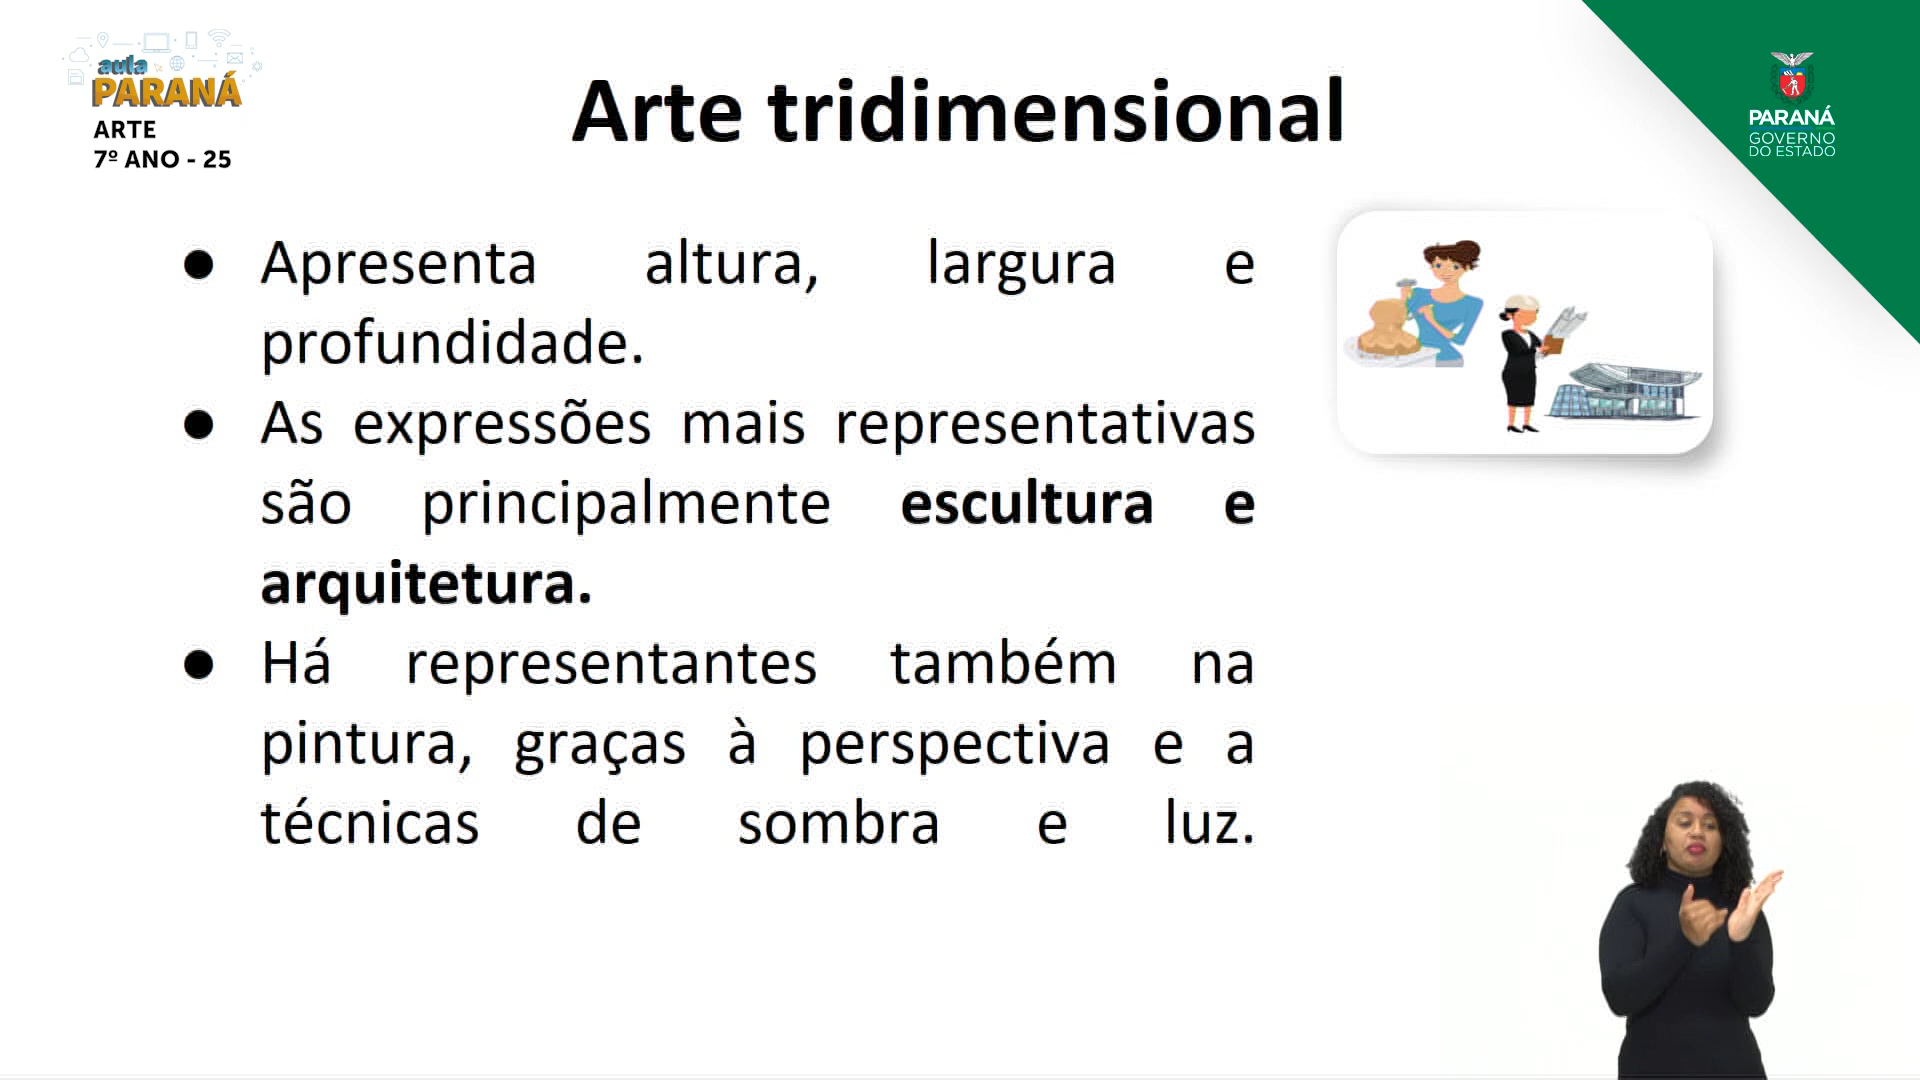 aula
PARANÁ
ARTE
7º ANO - 25
Arte tridimensional
PARANÁ
GOVERNO
DO ESTADO
● Apresenta altura, largura e
profundidade.
● As expressões mais representativas
são principalmente escultura e
arquitetura.
● Há representantes também na
pintura, graças à perspectiva e a
técnicas de sombra e luz.